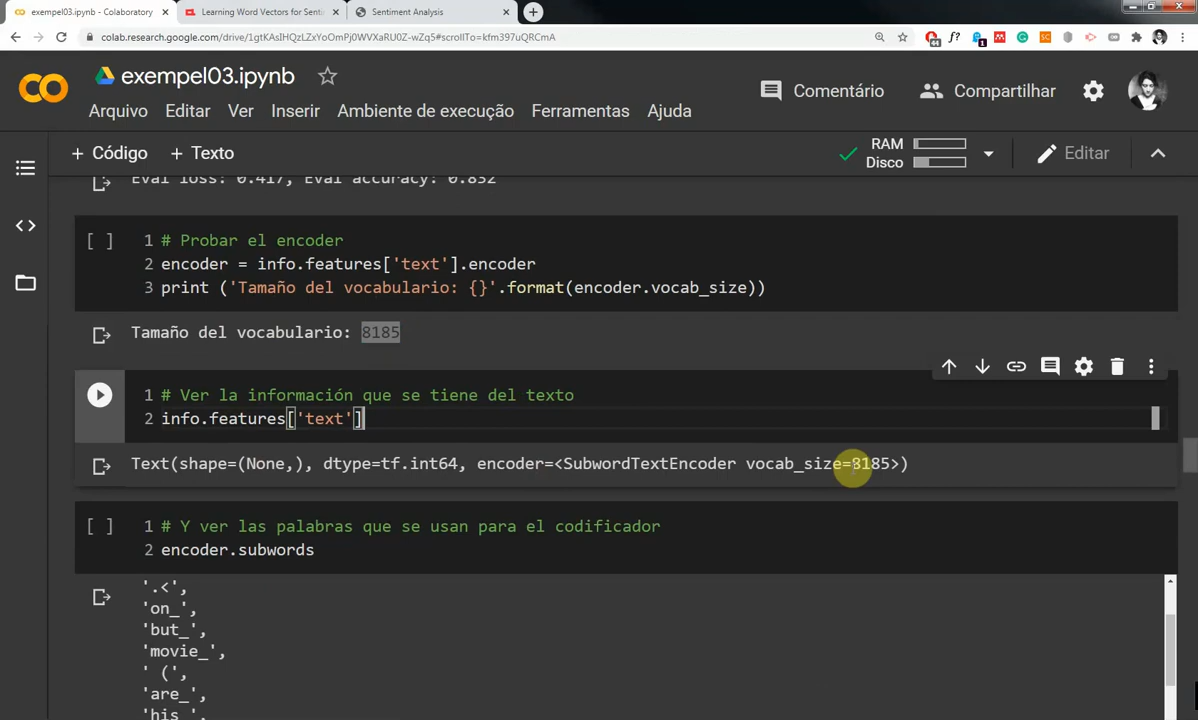 exempel03.ipynb - Colaboratory
Learning Word Vectors for Senti
Sentiment Analysis
colab.research.google.com/drive/1gtKAsIHQzLZxYoOmPj0WVXaRU0Z-wZq5#scrollTo=kfm397uQRCmA
exempel03.ipynb
Arquivo Editar Ver Inserir Ambiente de execução Ferramentas Ajuda
Comentário
Compartilhar
+ Código + Texto
RAM
Disco
Editar
Eval loss: 0.417, Eval accuracy: 0.832
[ ] 1 # Probar el encoder
2 encoder = info.features['text'].encoder
3 print ('Tamaño del vocabulario: {}'.format(encoder.vocab_size))
Tamaño del vocabulario: 8185
1 # Ver la información que se tiene del texto
2 info.features['text']
Text(shape=(None,), dtype=tf.int64, encoder=<SubwordTextEncoder vocab_size=8185>)
[ ] 1 # Y ver las palabras que se usan para el codificador
2 encoder.subwords
'.<',
'on_',
'but_',
'movie_',
' (',
'are_',
'his_',